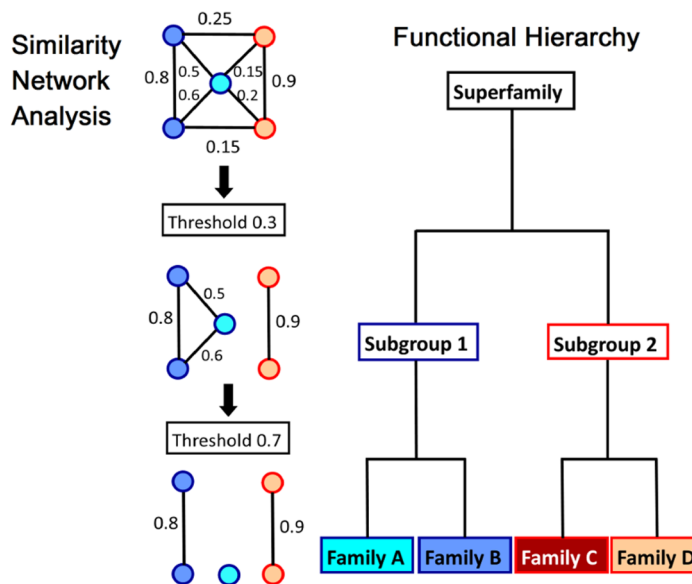 Similarity
Network
Analysis
0.25
0.8
0.5
0.15
0.6
0.2
0.9
0.15
Threshold 0.3
0.5
0.8
0.6
0.9
Threshold 0.7
0.8
0.9
Functional Hierarchy
Superfamily
Subgroup 1
Subgroup 2
Family A
Family B
Family C
Family D